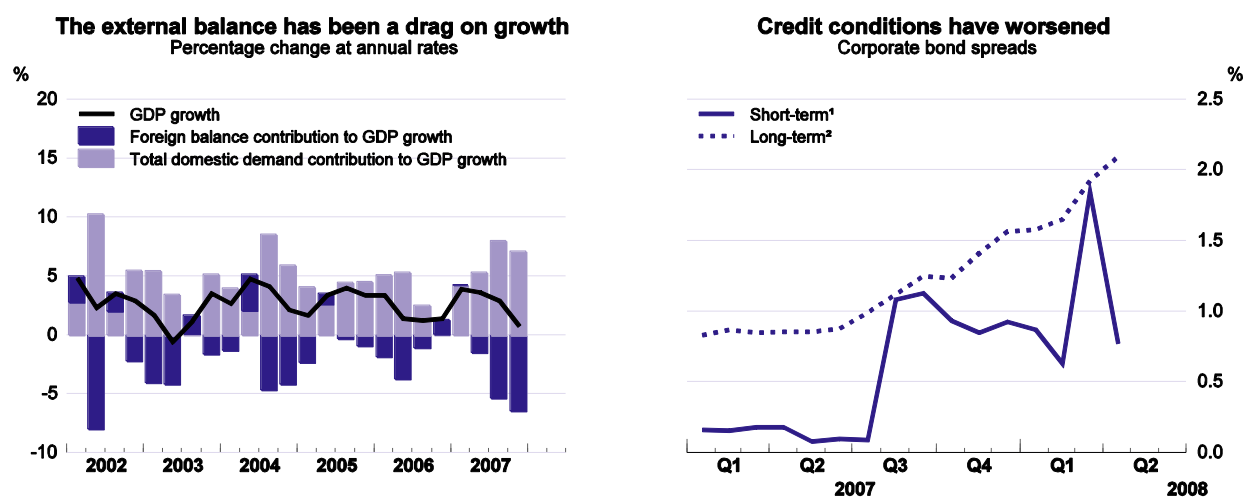 The external balance has been a drag on growth
Percentage change at annual rates
%
20
15
10
5
0
-5
-10
GDP growth
Foreign balance contribution to GDP growth
Total domestic demand contribution to GDP growth
2002 2003 2004 2005 2006 2007
Credit conditions have worsened
Corporate bond spreads
%
2.5
2.0
1.5
1.0
0.5
0.0
Short-term¹
Long-term²
Q1 Q2 Q3 Q4 Q1 Q2
2007 2008